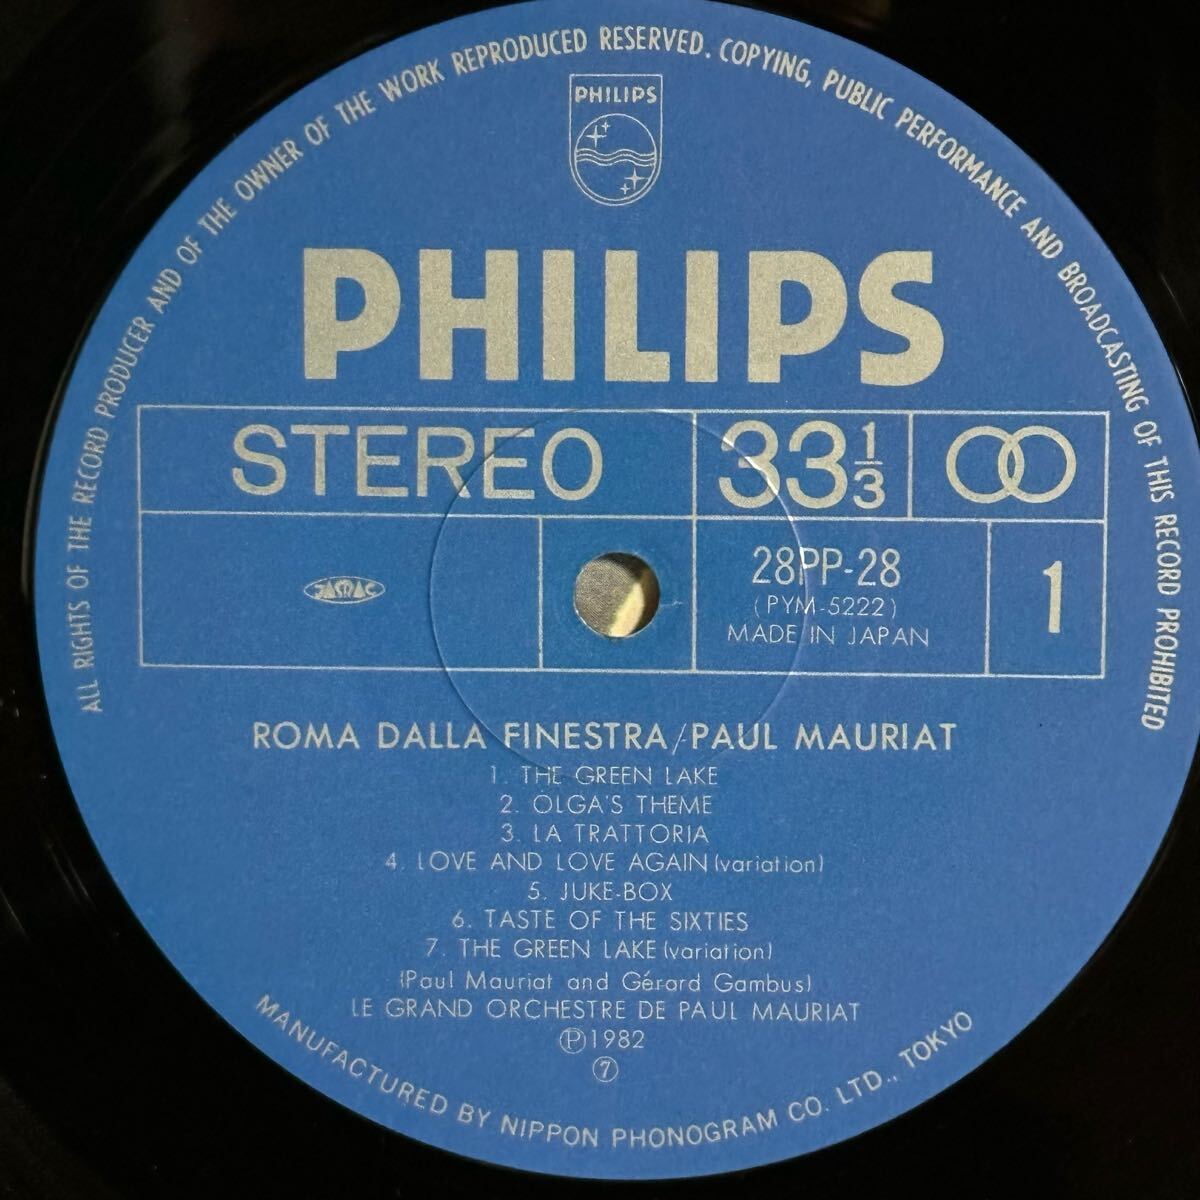 ALL RIGHTS OF THE RECORD PRODUCER AND OF THE OWNER OF THE WORK REPRODUCED RESERVED. COPYING, PUBLIC PERFORMANCE AND BROADCASTING OF THIS RECORD PROHIBITED
PHILIPS
PHILIPS
STEREO 33 1/3
JASRAC
28PP-28
(PYM-5222)
MADE IN JAPAN
1
ROMA DALLA FINESTRA/PAUL MAURIAT
1. THE GREEN LAKE
2. OLGA'S THEME
3. LA TRATTORIA
4. LOVE AND LOVE AGAIN (variation)
5. JUKE-BOX
6. TASTE OF THE SIXTIES
7. THE GREEN LAKE (variation)
(Paul Mauriat and Gérard Gambus)
LE GRAND ORCHESTRE DE PAUL MAURIAT
Ⓟ1982
⑦
MANUFACTURED BY NIPPON PHONOGRAM CO. LTD., TOKYO